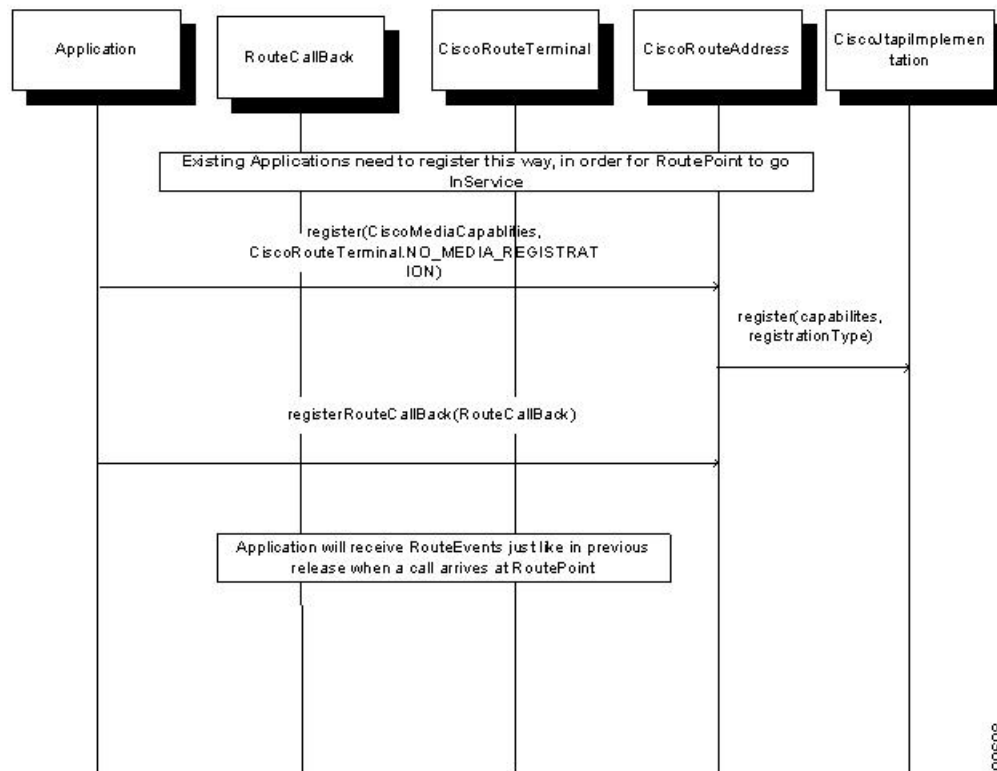 Application
RouteCallBack
CiscoRouteTerminal
CiscoRouteAddress
CiscoJtapiImplemen
tation
Existing Applications need to register this way, in order for RoutePoint to go
InService
register(CiscoMediaCapablities,
CiscoRouteTerminal.NO_MEDIA_REGISTRAT
ION)
register(capabilites,
registrationType)
registerRouteCallBack(RouteCallBack)
Application will receive RouteEvents just like in previous
release when a call arrives at RoutePoint